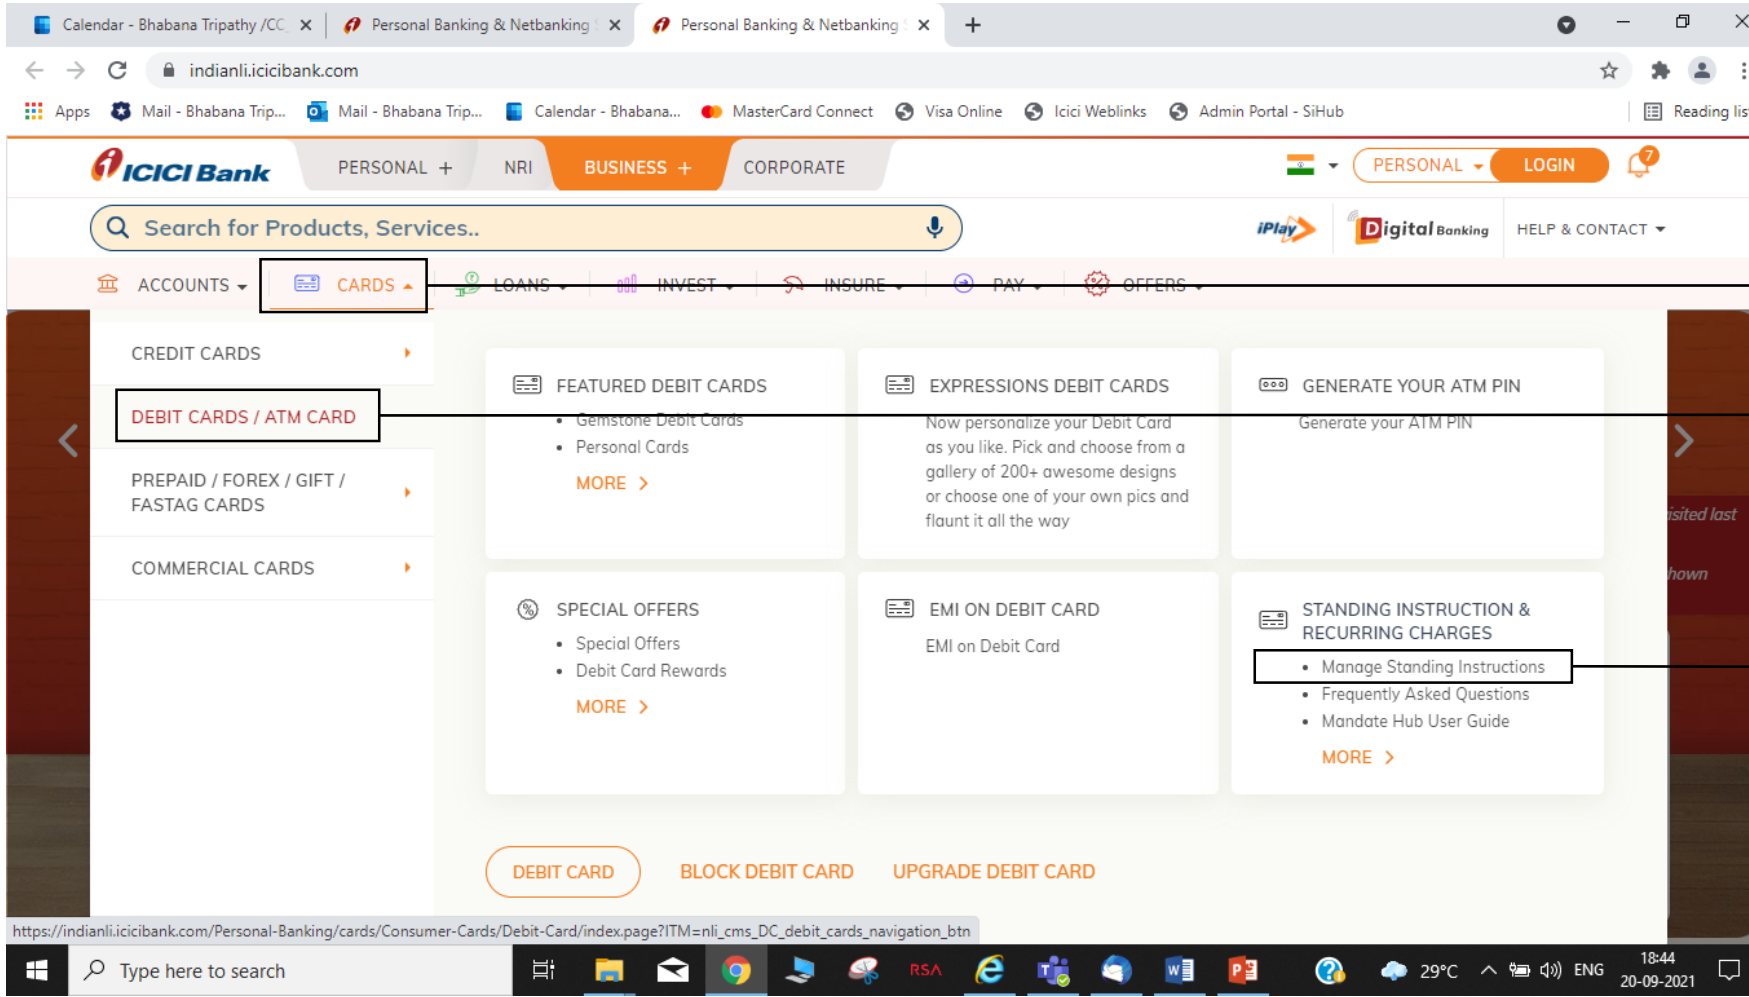 Calendar - Bhabana Tripathy /CC_
Personal Banking & Netbanking S
Personal Banking & Netbanking S
indianli.icicibank.com
Apps
Mail - Bhabana Trip...
Mail - Bhabana Trip...
Calendar - Bhabana...
MasterCard Connect
Visa Online
Icici Weblinks
Admin Portal - SiHub
Reading lis
ICICI Bank
PERSONAL +
NRI
BUSINESS +
CORPORATE
PERSONAL
LOGIN
7
Search for Products, Services..
iPlay
Digital Banking
HELP & CONTACT
ACCOUNTS
CARDS
LOANS
INVEST
INSURE
PAY
OFFERS
CREDIT CARDS
DEBIT CARDS / ATM CARD
PREPAID / FOREX / GIFT /
FASTAG CARDS
COMMERCIAL CARDS
FEATURED DEBIT CARDS
• Gemstone Debit Cards
• Personal Cards
MORE >
EXPRESSIONS DEBIT CARDS
Now personalize your Debit Card
as you like. Pick and choose from a
gallery of 200+ awesome designs
or choose one of your own pics and
flaunt it all the way
GENERATE YOUR ATM PIN
Generate your ATM PIN
isited last
hown
SPECIAL OFFERS
• Special Offers
• Debit Card Rewards
MORE >
EMI ON DEBIT CARD
EMI on Debit Card
STANDING INSTRUCTION &
RECURRING CHARGES
• Manage Standing Instructions
• Frequently Asked Questions
• Mandate Hub User Guide
MORE >
DEBIT CARD
BLOCK DEBIT CARD
UPGRADE DEBIT CARD
https://indianli.icicibank.com/Personal-Banking/cards/Consumer-Cards/Debit-Card/index.page?ITM=nli_cms_DC_debit_cards_navigation_btn
Type here to search
RSA
29°C
ENG
18:44
20-09-2021